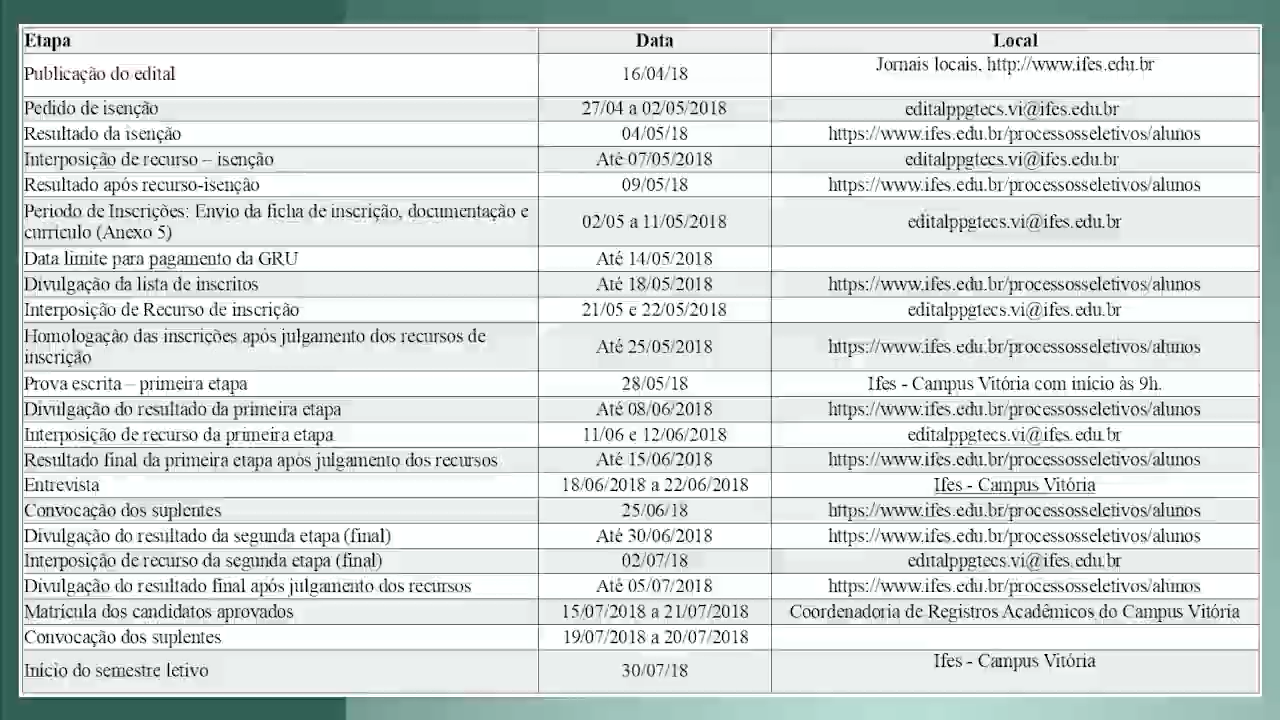 Etapa Data Local
Publicação do edital 16/04/18 Jornais locais, http://www.ifes.edu.br
Pedido de isenção 27/04 a 02/05/2018 editalppgtecs.vi@ifes.edu.br
Resultado da isenção 04/05/18 https://www.ifes.edu.br/processosseletivos/alunos
Interposição de recurso – isenção Até 07/05/2018 editalppgtecs.vi@ifes.edu.br
Resultado após recurso-isenção 09/05/18 https://www.ifes.edu.br/processosseletivos/alunos
Período de Inscrições: Envio da ficha de inscrição, documentação e
currículo (Anexo 5) 02/05 a 11/05/2018 editalppgtecs.vi@ifes.edu.br
Data limite para pagamento da GRU Até 14/05/2018
Divulgação da lista de inscritos Até 18/05/2018 https://www.ifes.edu.br/processosseletivos/alunos
Interposição de Recurso de inscrição 21/05 e 22/05/2018 editalppgtecs.vi@ifes.edu.br
Homologação das inscrições após julgamento dos recursos de
inscrição Até 25/05/2018 https://www.ifes.edu.br/processosseletivos/alunos
Prova escrita – primeira etapa 28/05/18 Ifes - Campus Vitória com início às 9h.
Divulgação do resultado da primeira etapa Até 08/06/2018 https://www.ifes.edu.br/processosseletivos/alunos
Interposição de recurso da primeira etapa 11/06 e 12/06/2018 editalppgtecs.vi@ifes.edu.br
Resultado final da primeira etapa após julgamento dos recursos Até 15/06/2018 https://www.ifes.edu.br/processosseletivos/alunos
Entrevista 18/06/2018 a 22/06/2018 Ifes - Campus Vitória
Convocação dos suplentes 25/06/18 https://www.ifes.edu.br/processosseletivos/alunos
Divulgação do resultado da segunda etapa (final) Até 30/06/2018 https://www.ifes.edu.br/processosseletivos/alunos
Interposição de recurso da segunda etapa (final) 02/07/18 editalppgtecs.vi@ifes.edu.br
Divulgação do resultado final após julgamento dos recursos Até 05/07/2018 https://www.ifes.edu.br/processosseletivos/alunos
Matrícula dos candidatos aprovados 15/07/2018 a 21/07/2018 Coordenadoria de Registros Acadêmicos do Campus Vitória
Convocação dos suplentes 19/07/2018 a 20/07/2018
Início do semestre letivo 30/07/18 Ifes - Campus Vitória